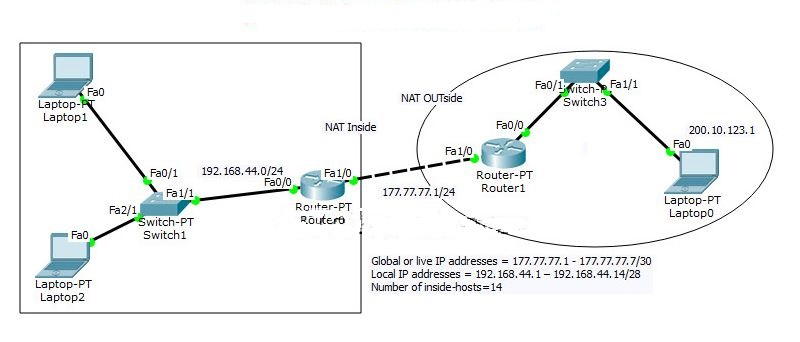 Fa0
Laptop-PT
Laptop1
Fa0/1
Fa1/1
Fa2/1
Switch-PT
Switch1
Fa0
Laptop-PT
Laptop2
192.168.44.0/24
NAT Inside
Fa0/0
Fa1/0
Router-PT
177.77.77.1/24
NAT OUTside
Fa1/0
Fa0/0
Router-PT
Router1
Fa0/1
Fa1/1
Switch3
200.10.123.1
Fa0
Laptop-PT
Laptop0
Global or live IP addresses = 177.77.77.1 - 177.77.77.7/30
Local IP addresses = 192.168.44.1 – 192.168.44.14/28
Number of inside-hosts=14